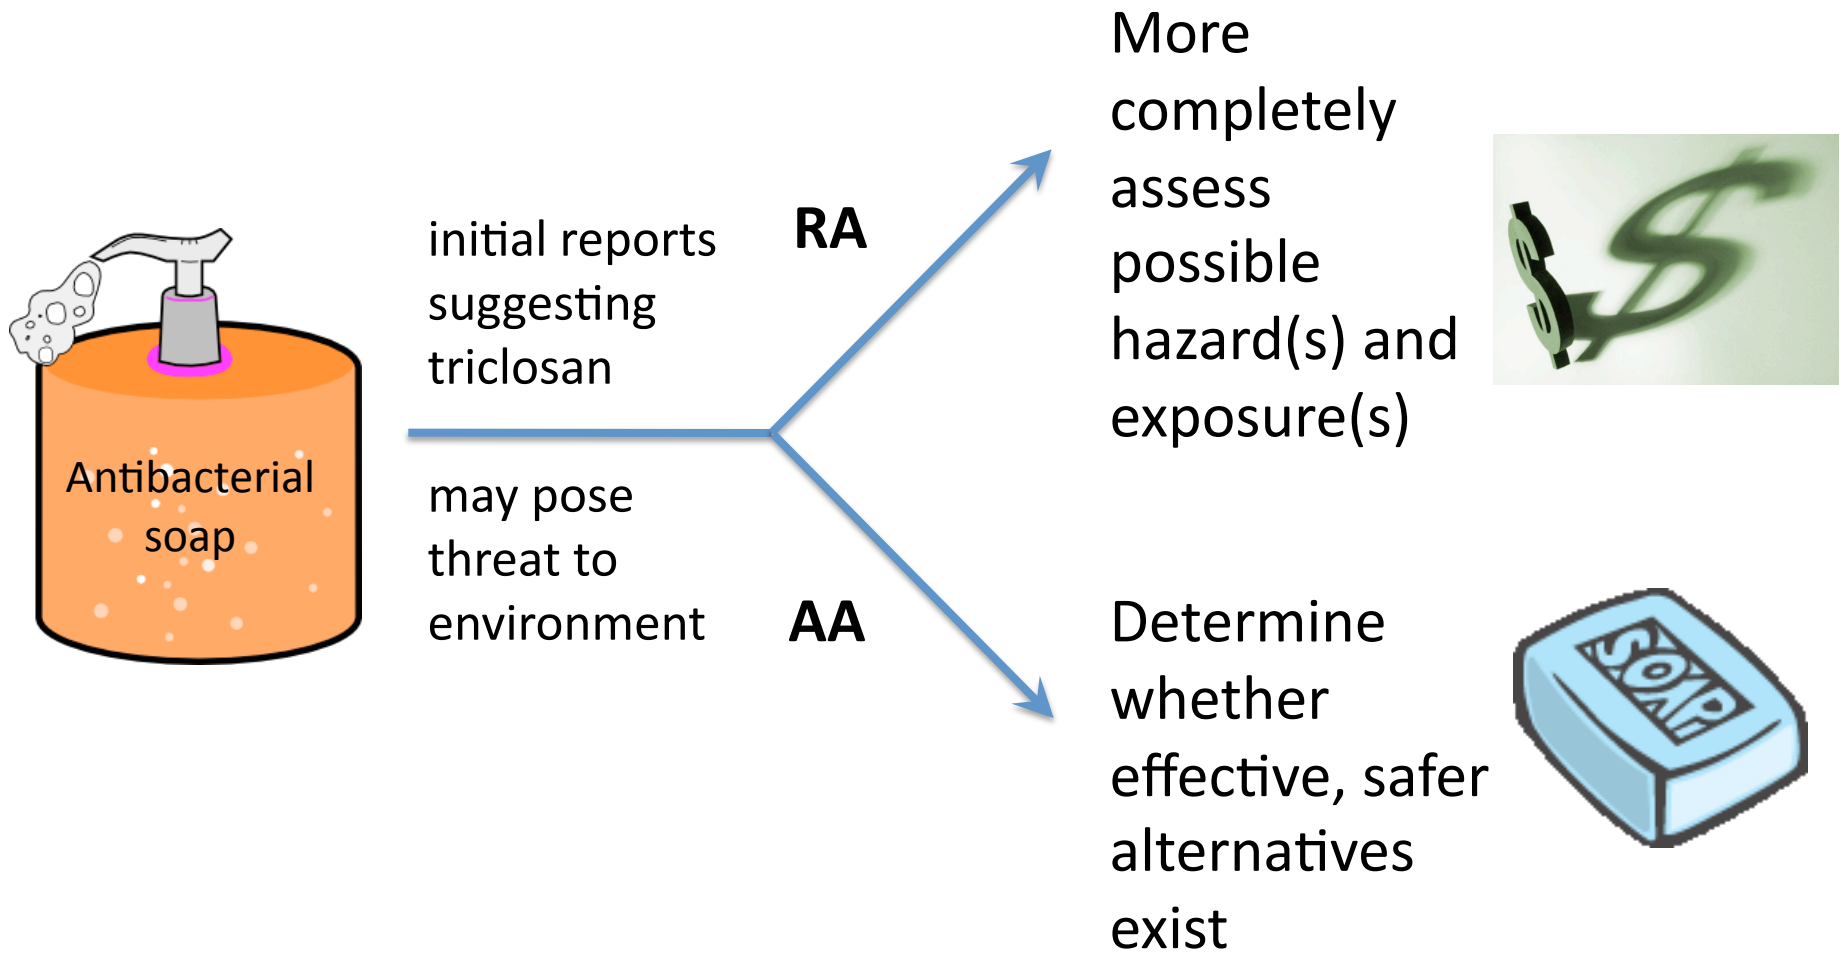 Antibacterial
soap
initial reports
suggesting
triclosan
may pose
threat to
environment
RA
More
completely
assess
possible
hazard(s) and
exposure(s)
$
AA
Determine
whether
effective, safer
alternatives
exist
SOAP